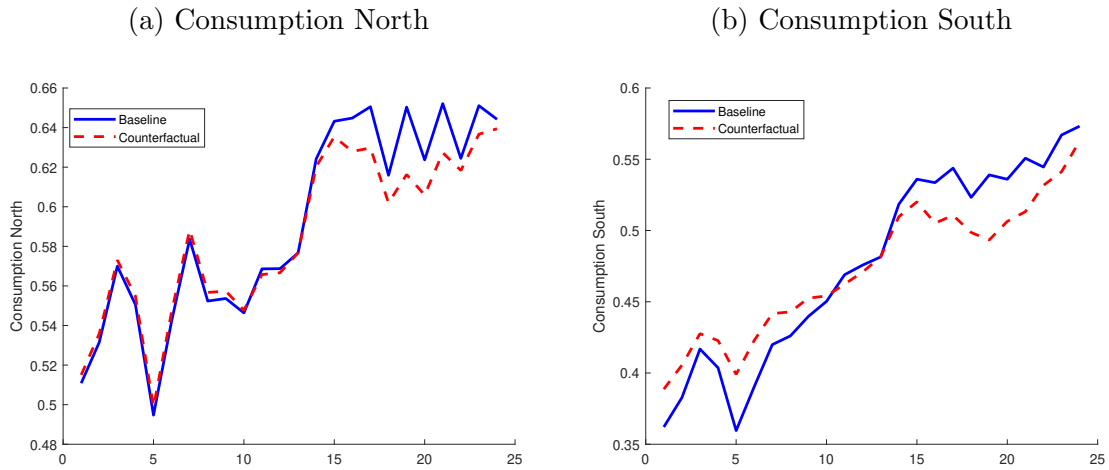 (a) Consumption North
0.66
0.64
0.62
0.6
0.58
0.56
0.54
0.52
0.5
0.48
Consumption North
Baseline
Counterfactual
0 5 10 15 20 25
(b) Consumption South
0.6
0.55
0.5
0.45
0.4
0.35
Consumption South
Baseline
Counterfactual
0 5 10 15 20 25